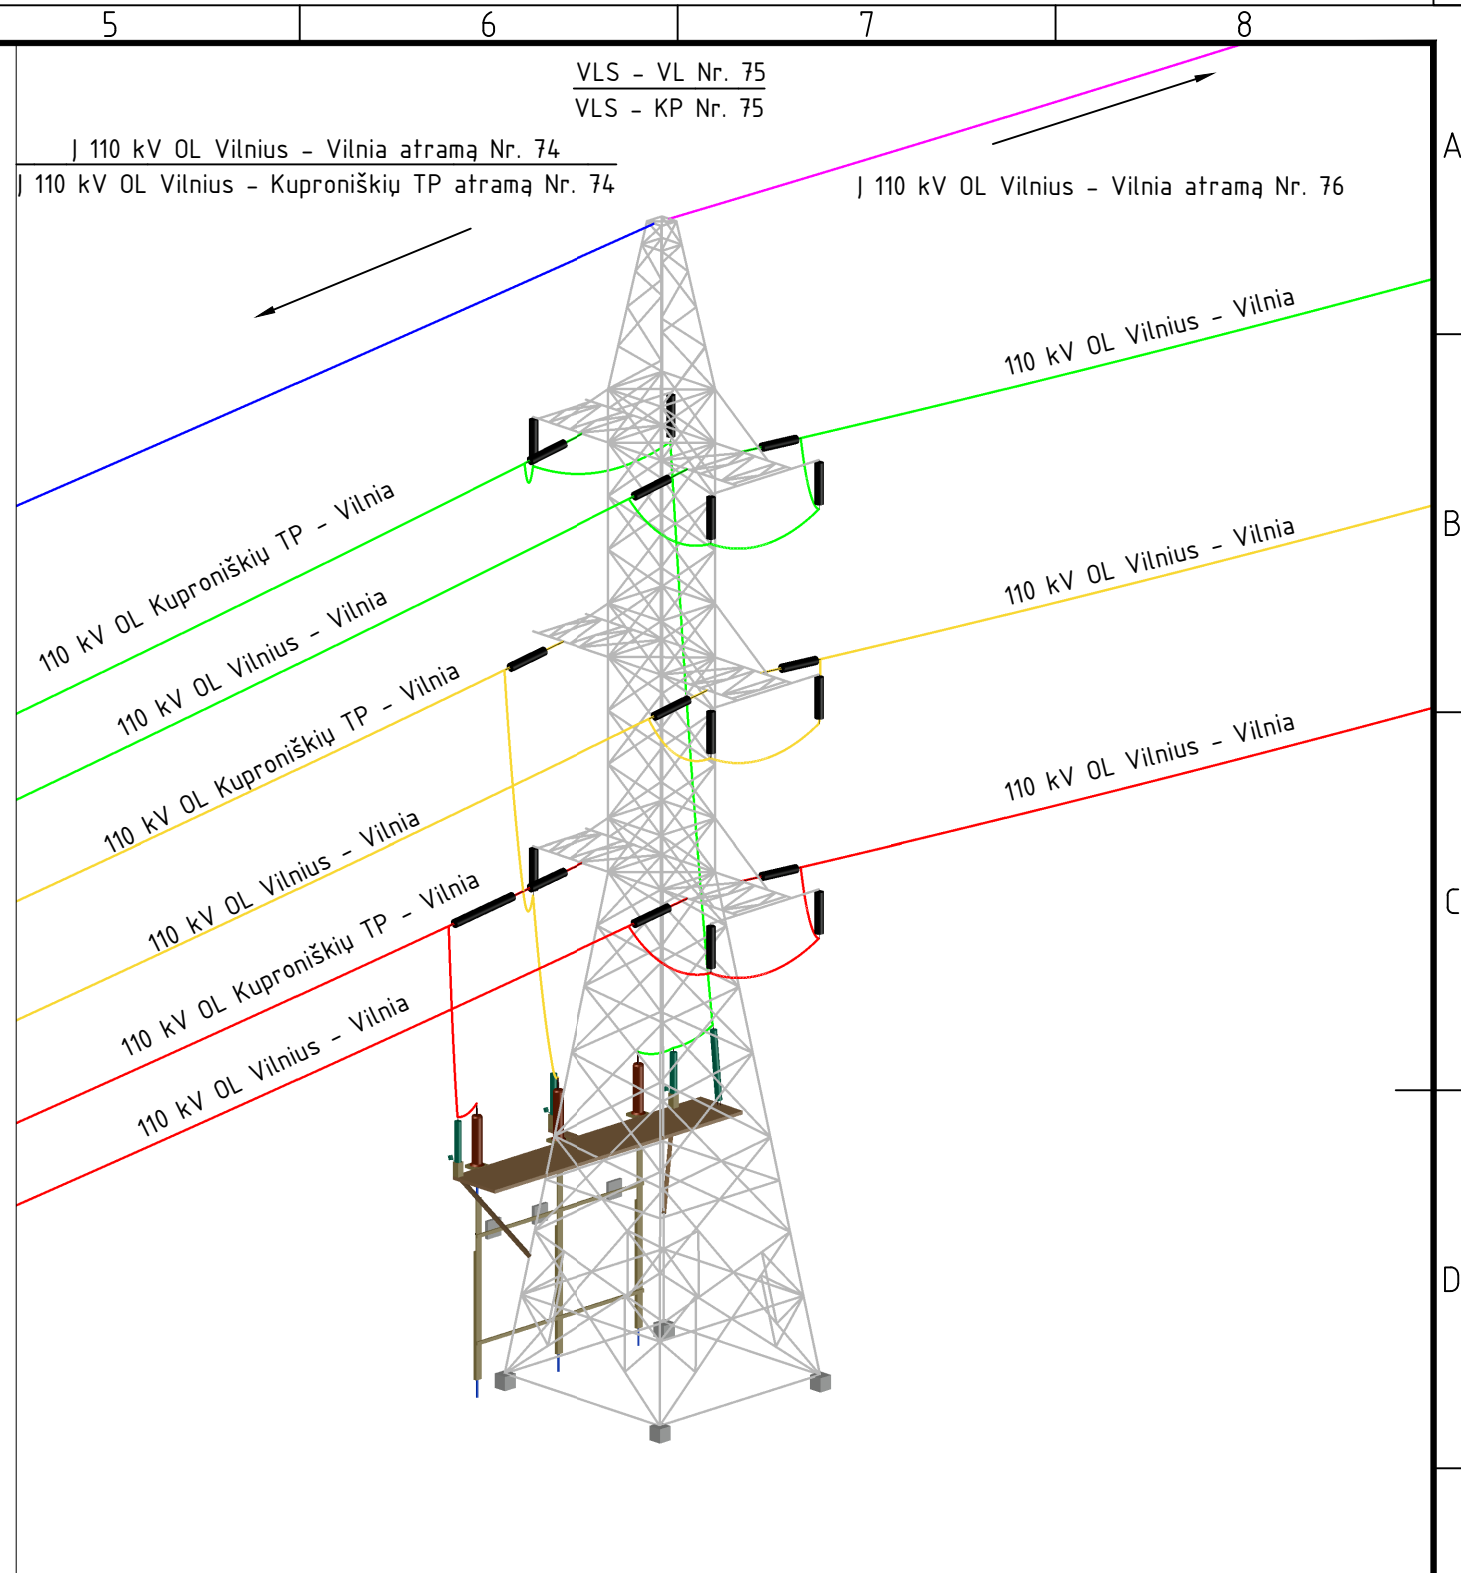 5 6 7 8
VLS - VL Nr. 75
VLS - KP Nr. 75
Į 110 kV OL Vilnius - Vilnia atramą Nr. 74
Į 110 kV OL Vilnius - Kuproniškių TP atramą Nr. 74
Į 110 kV OL Vilnius - Vilnia atramą Nr. 76
A
110 kV OL Vilnius - Vilnia
110 kV OL Kuproniškių TP - Vilnia
B
110 kV OL Vilnius - Vilnia
110 kV OL Vilnius - Vilnia
110 kV OL Kuproniškių TP - Vilnia
110 kV OL Vilnius - Vilnia
110 kV OL Vilnius - Vilnia
C
110 kV OL Kuproniškių TP - Vilnia
110 kV OL Vilnius - Vilnia
D